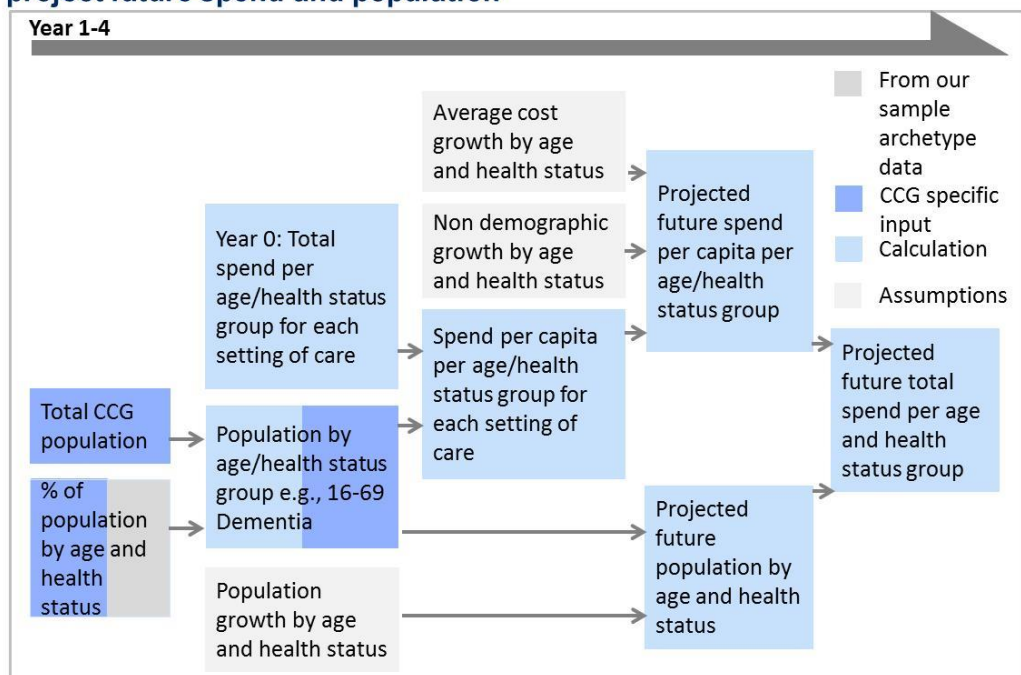 project future spend and population
Year 1-4
Average cost
growth by age
and health status
Non demographic
growth by age
and health status
Year 0: Total
spend per
age/health status
group for each
setting of care
Spend per capita
per age/health
status group for
each setting of
care
Projected
future spend
per capita per
age/health
status group
Total CCG
population
% of
population
by age and
health
status
Population by
age/health status
group e.g., 16-69
Dementia
Population
growth by age
and health status
Projected
future
population by
age and health
status
Projected
future total
spend per age
and health
status group
From our
sample
archetype
data
CCG specific
input
Calculation
Assumptions